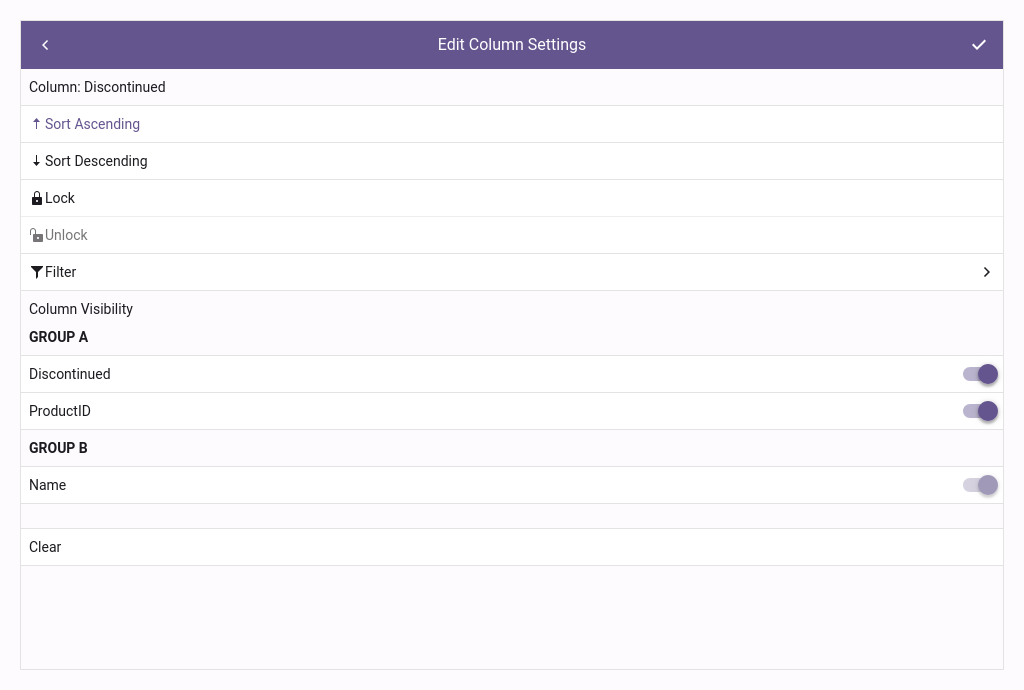 Edit Column Settings
Column: Discontinued
Sort Ascending
Sort Descending
Lock
Unlock
Filter
Column Visibility
GROUP A
Discontinued
ProductID
GROUP B
Name
Clear